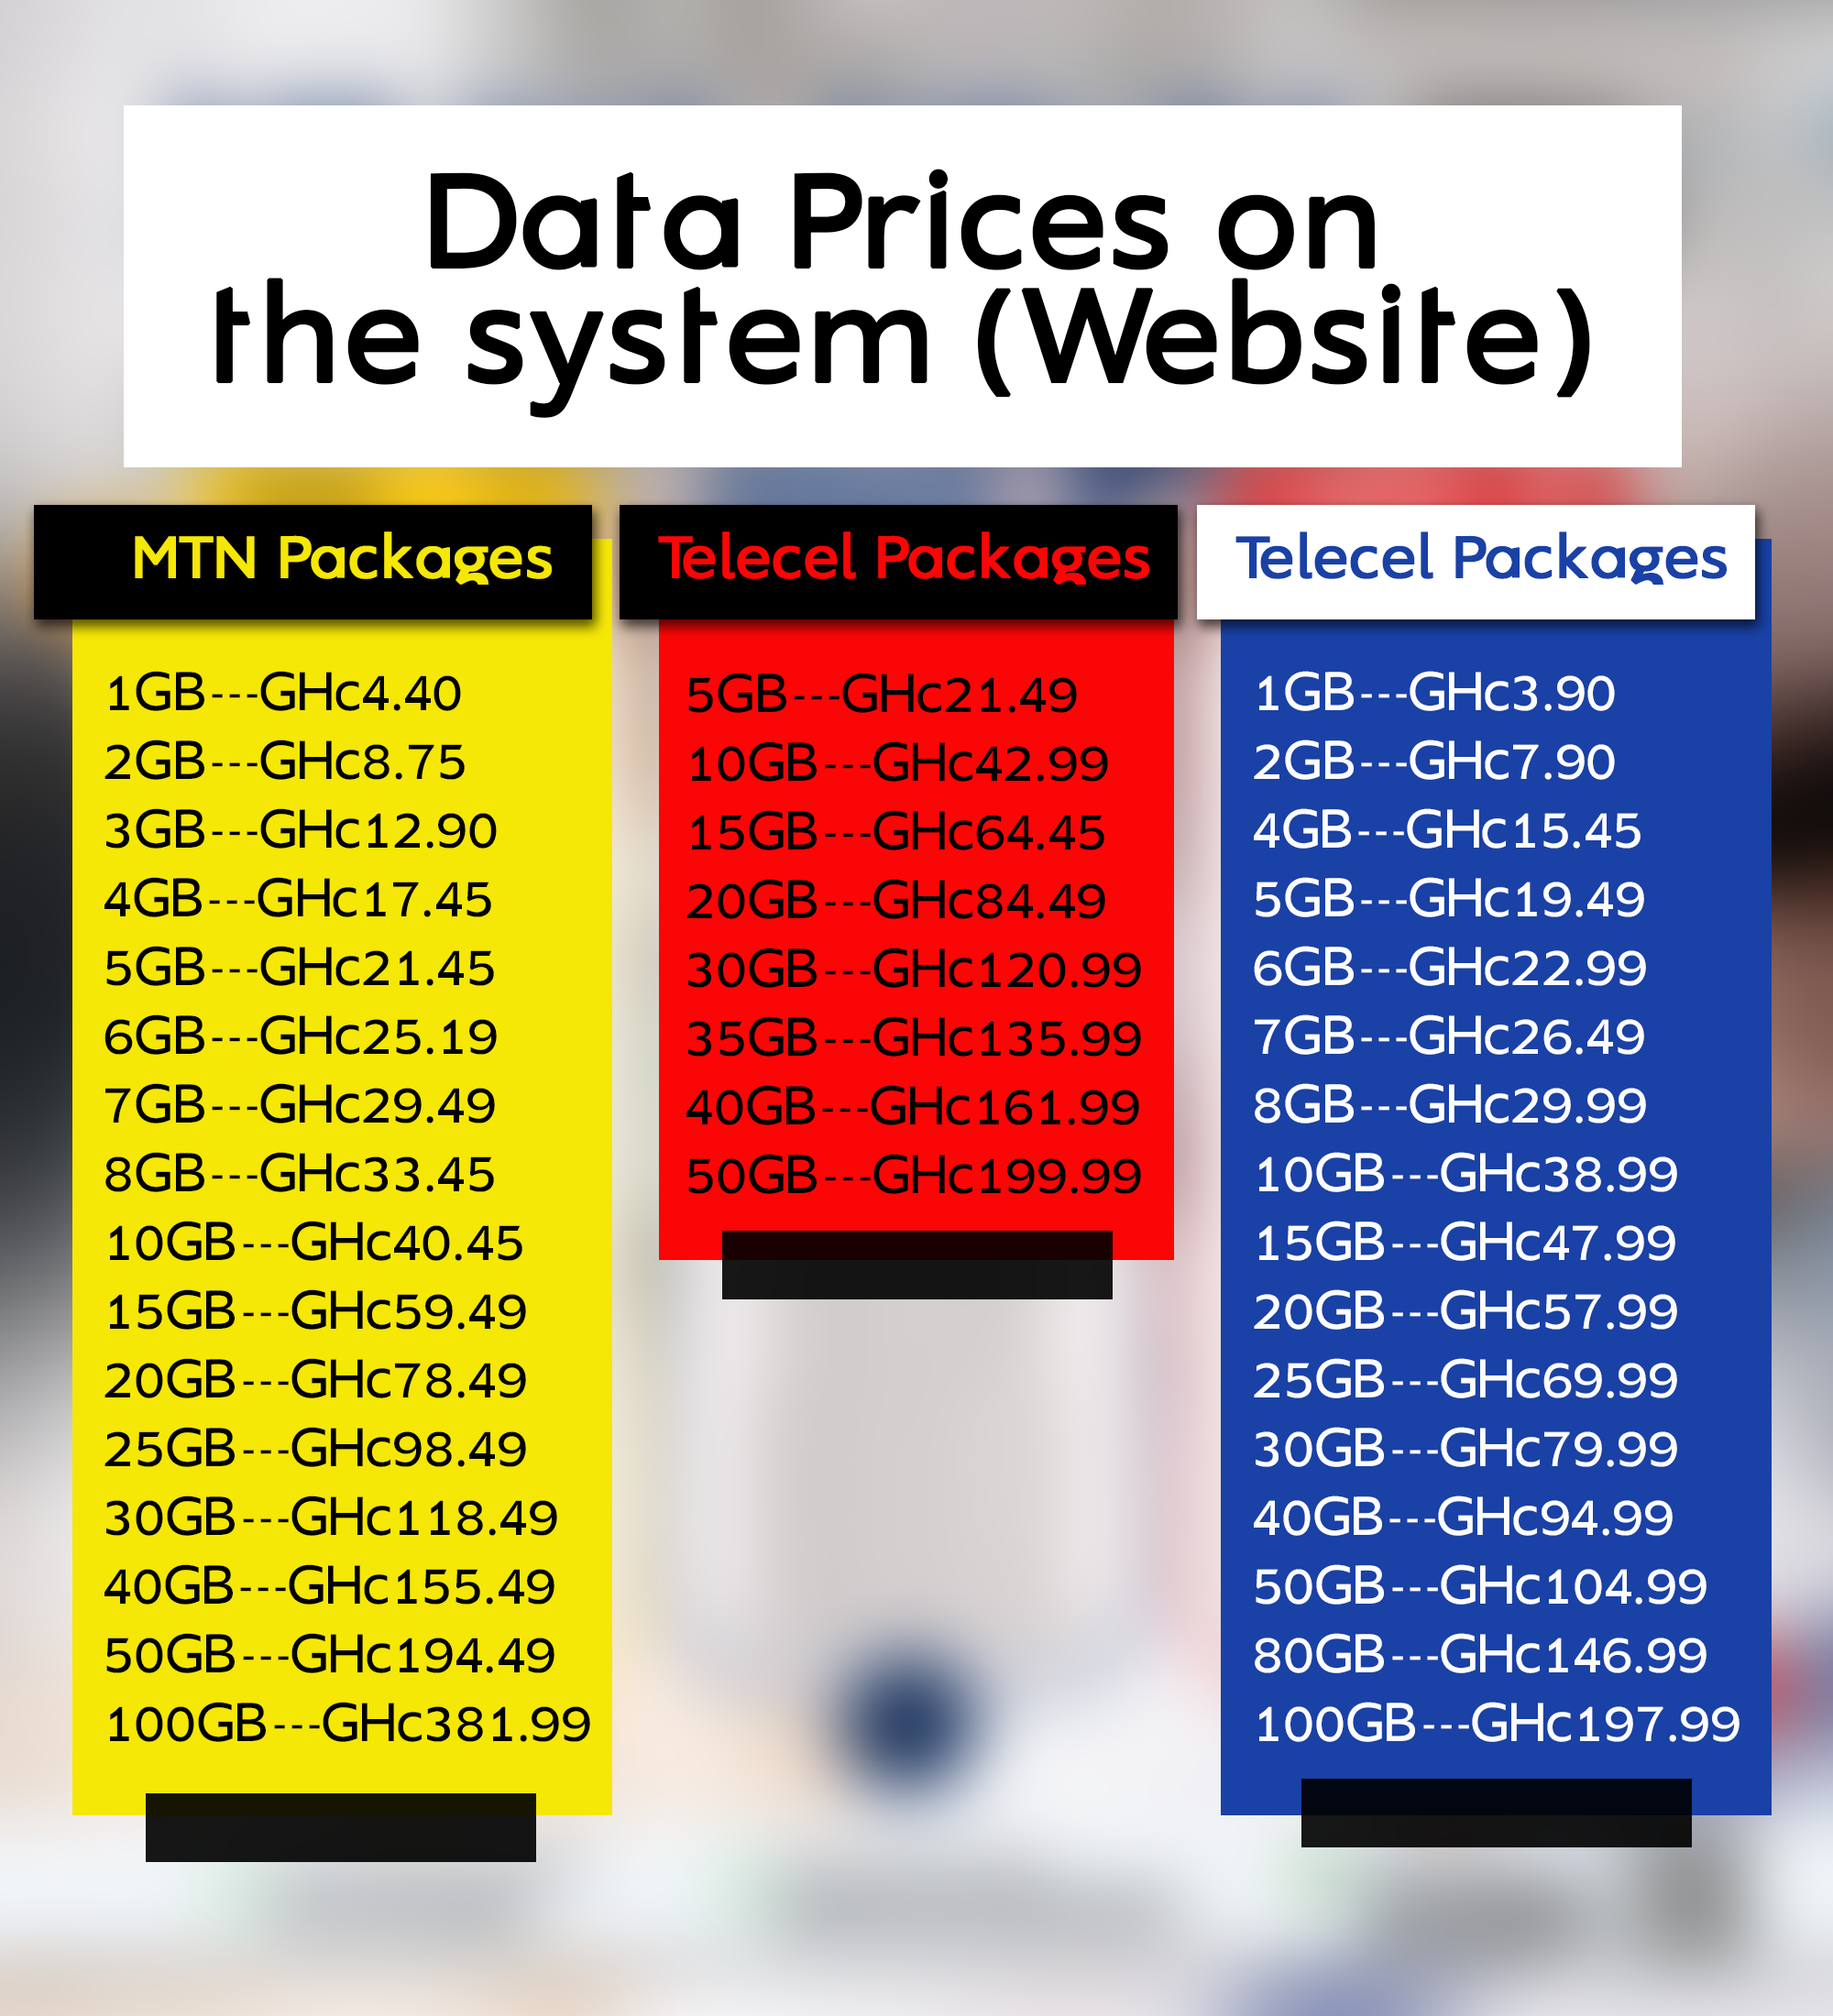 Data Prices on
the system (Website)
MTN Packages
1GB---GHc4.40
2GB---GHc8.75
3GB---GHc12.90
4GB---GHc17.45
5GB---GHc21.45
6GB---GHc25.19
7GB---GHc29.49
8GB---GHc33.45
10GB---GHc40.45
15GB---GHc59.49
20GB---GHc78.49
25GB---GHc98.49
30GB---GHc118.49
40GB---GHc155.49
50GB---GHc194.49
100GB---GHc381.99
Telecel Packages
5GB---GHc21.49
10GB---GHc42.99
15GB---GHc64.45
20GB---GHc84.49
30GB---GHc120.99
35GB---GHc135.99
40GB---GHc161.99
50GB---GHc199.99
Telecel Packages
1GB---GHc3.90
2GB---GHc7.90
4GB---GHc15.45
5GB---GHc19.49
6GB---GHc22.99
7GB---GHc26.49
8GB---GHc29.99
10GB---GHc38.99
15GB---GHc47.99
20GB---GHc57.99
25GB---GHc69.99
30GB---GHc79.99
40GB---GHc94.99
50GB---GHc104.99
80GB---GHc146.99
100GB---GHc197.99